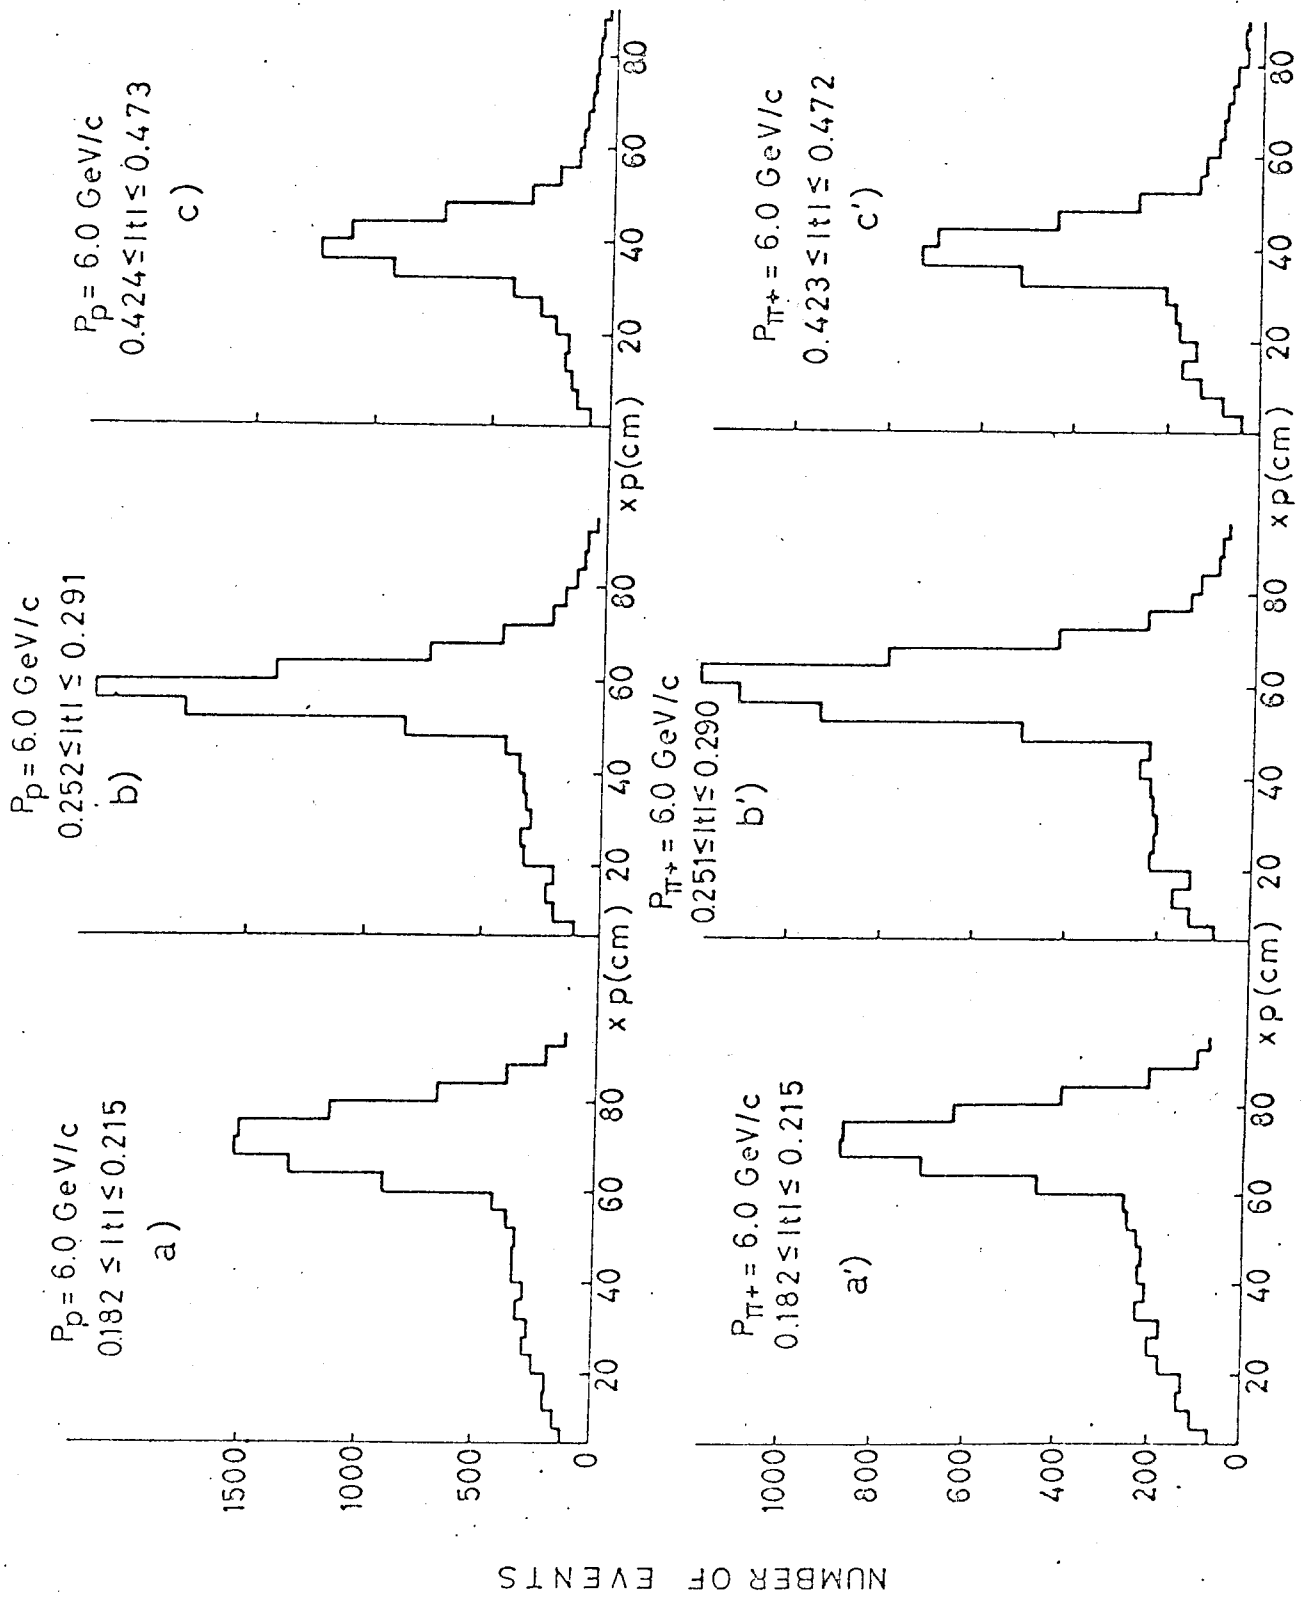 NUMBER OF EVENTS
P_p = 6.0 GeV/c
0.182 ≤ |t| ≤ 0.215
a)
1500
1000
500
0
20
40
60
80
x p (cm)
P_p = 6.0 GeV/c
0.252 ≤ |t| ≤ 0.291
b)
20
40
60
80
x p (cm)
P_p = 6.0 GeV/c
0.424 ≤ |t| ≤ 0.473
c)
20
40
60
80
P_π+ = 6.0 GeV/c
0.182 ≤ |t| ≤ 0.215
a')
1000
800
600
400
200
0
20
40
60
80
x p (cm)
P_π+ = 6.0 GeV/c
0.251 ≤ |t| ≤ 0.290
b')
20
40
60
80
x p (cm)
P_π+ = 6.0 GeV/c
0.423 ≤ |t| ≤ 0.472
c')
20
40
60
80